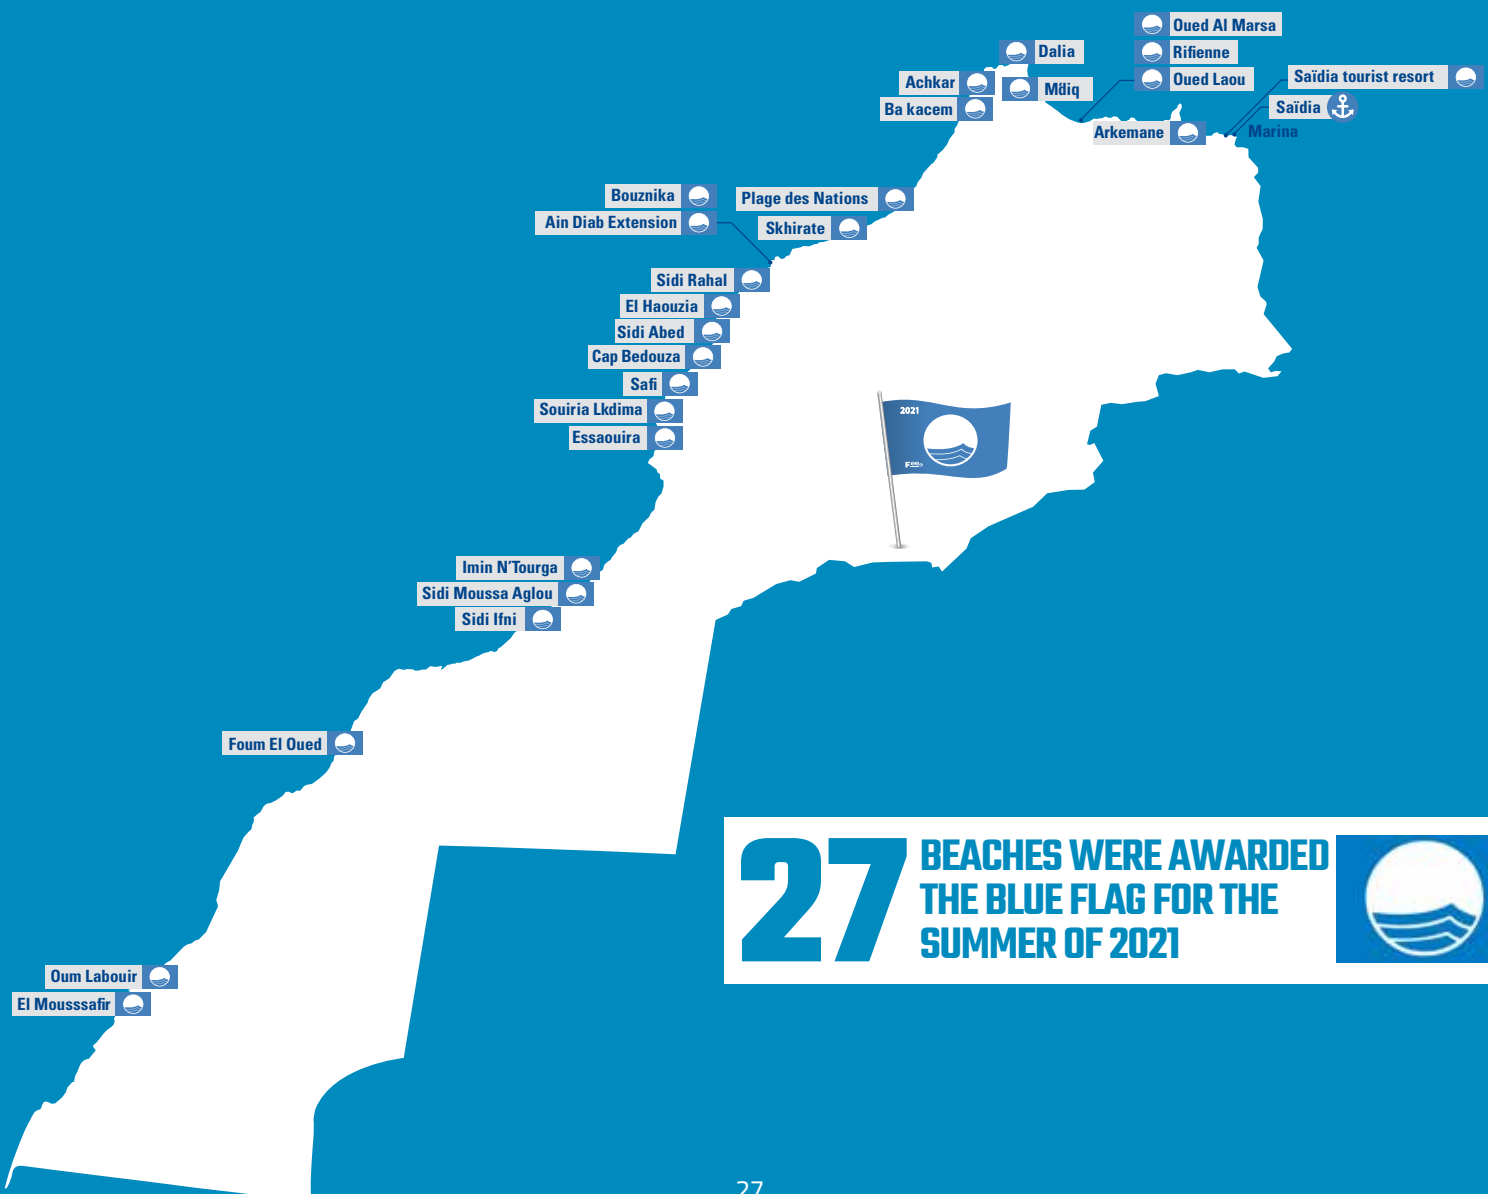 Oued Al Marsa
Dalia
Rifienne
Achkar
Mdiq
Oued Laou
Saïdia tourist resort
Ba kacem
Saïdia
Arkemane
Marina
Bouznika
Plage des Nations
Ain Diab Extension
Skhirate
Sidi Rahal
El Haouzia
Sidi Abed
Cap Bedouza
Safi
Souiria Lkdima
Essaouira
2021
Fee
Imin N'Tourga
Sidi Moussa Aglou
Sidi Ifni
Foum El Oued
27
BEACHES WERE AWARDED
THE BLUE FLAG FOR THE
SUMMER OF 2021
Oum Labouir
El Mousssafir
27